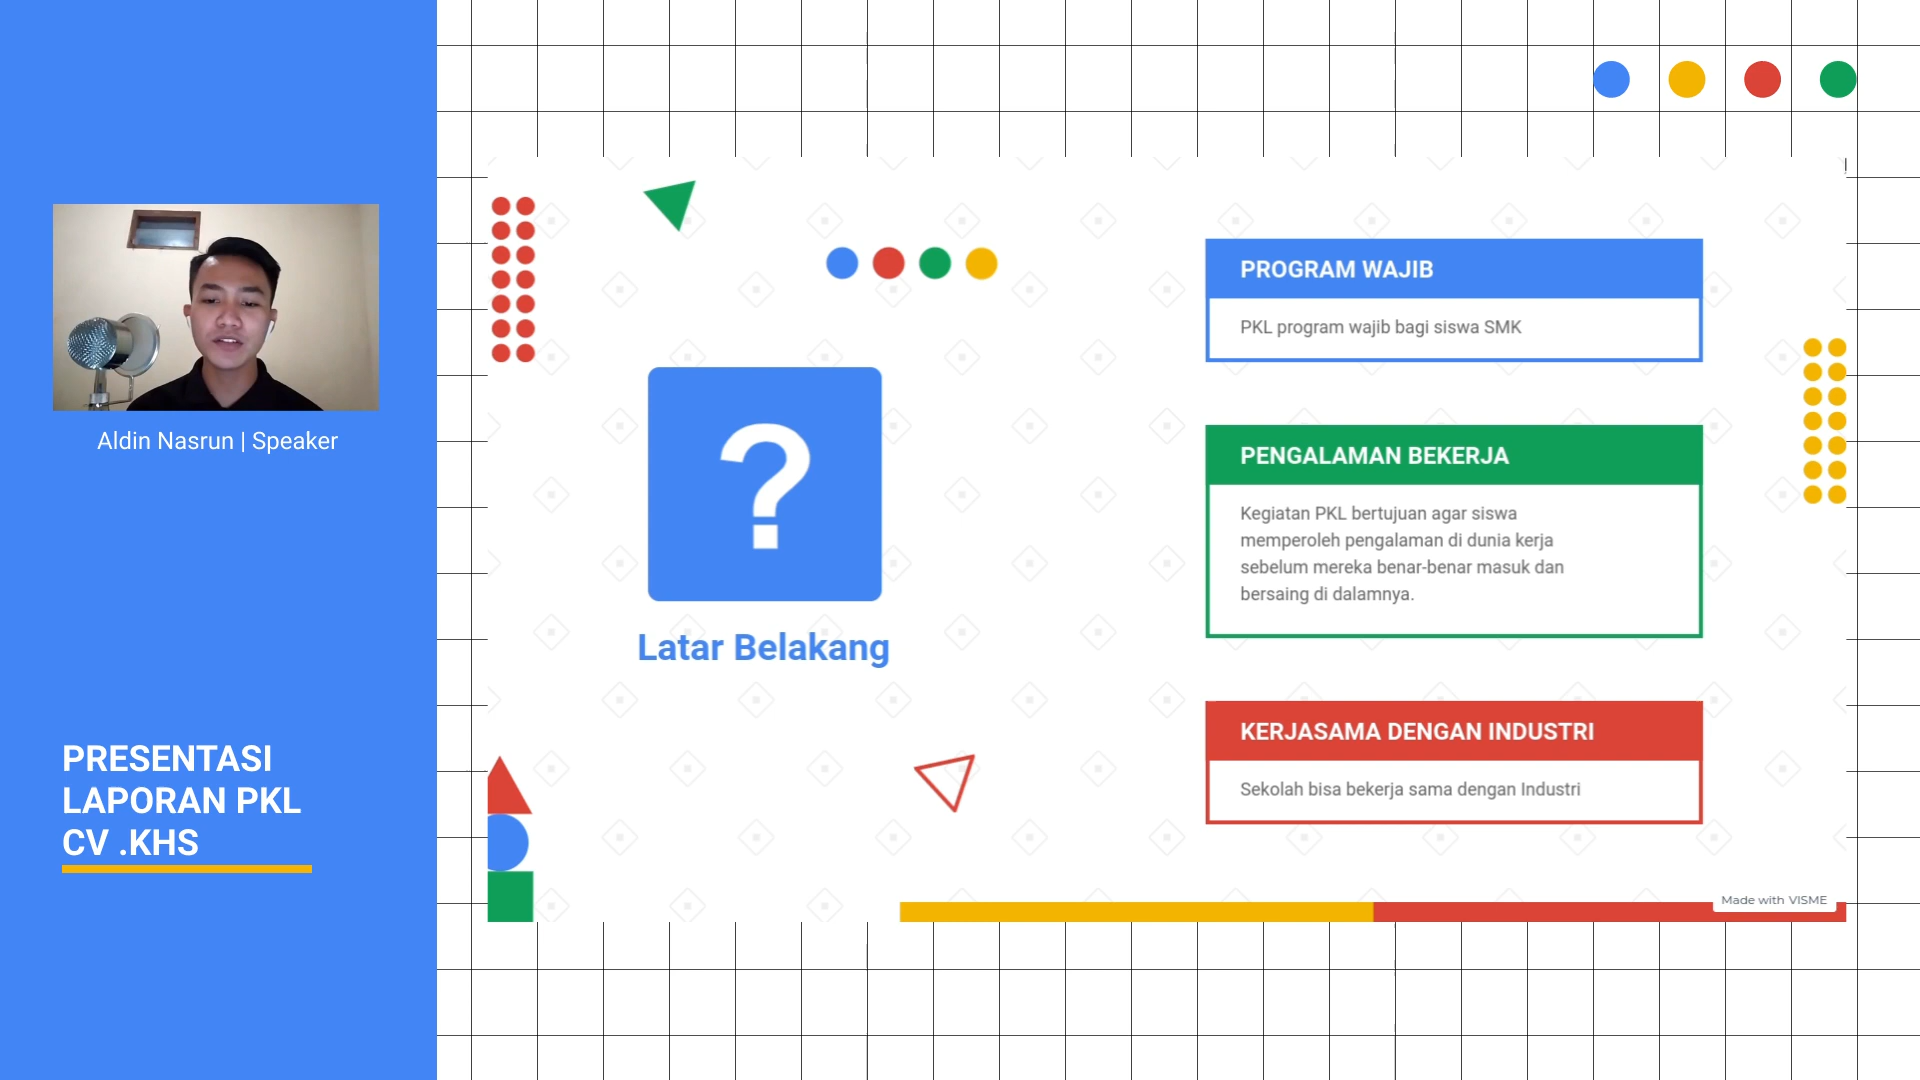 Aldin Nasrun | Speaker
PRESENTASI
LAPORAN PKL
CV .KHS
?
Latar Belakang
PROGRAM WAJIB
PKL program wajib bagi siswa SMK
PENGALAMAN BEKERJA
Kegiatan PKL bertujuan agar siswa
memperoleh pengalaman di dunia kerja
sebelum mereka benar-benar masuk dan
bersaing di dalamnya.
KERJASAMA DENGAN INDUSTRI
Sekolah bisa bekerja sama dengan Industri
Made with VISME